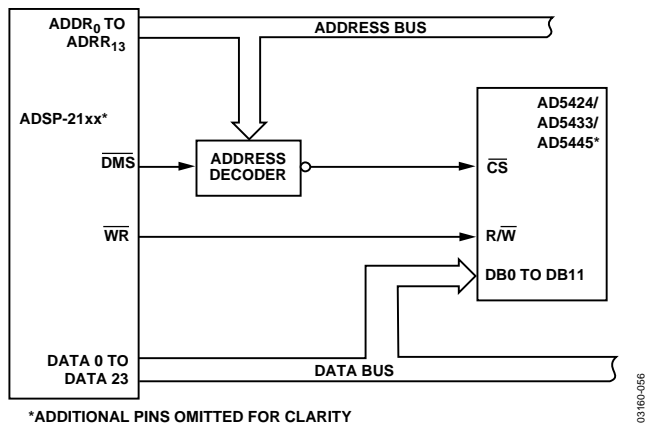 ADDR0 TO
ADRR13
ADDRESS BUS
ADSP-21xx*
AD5424/
AD5433/
AD5445*
DMS
ADDRESS
DECODER
CS
WR
R/W
DB0 TO DB11
DATA 0 TO
DATA 23
DATA BUS
*ADDITIONAL PINS OMITTED FOR CLARITY
03160-056